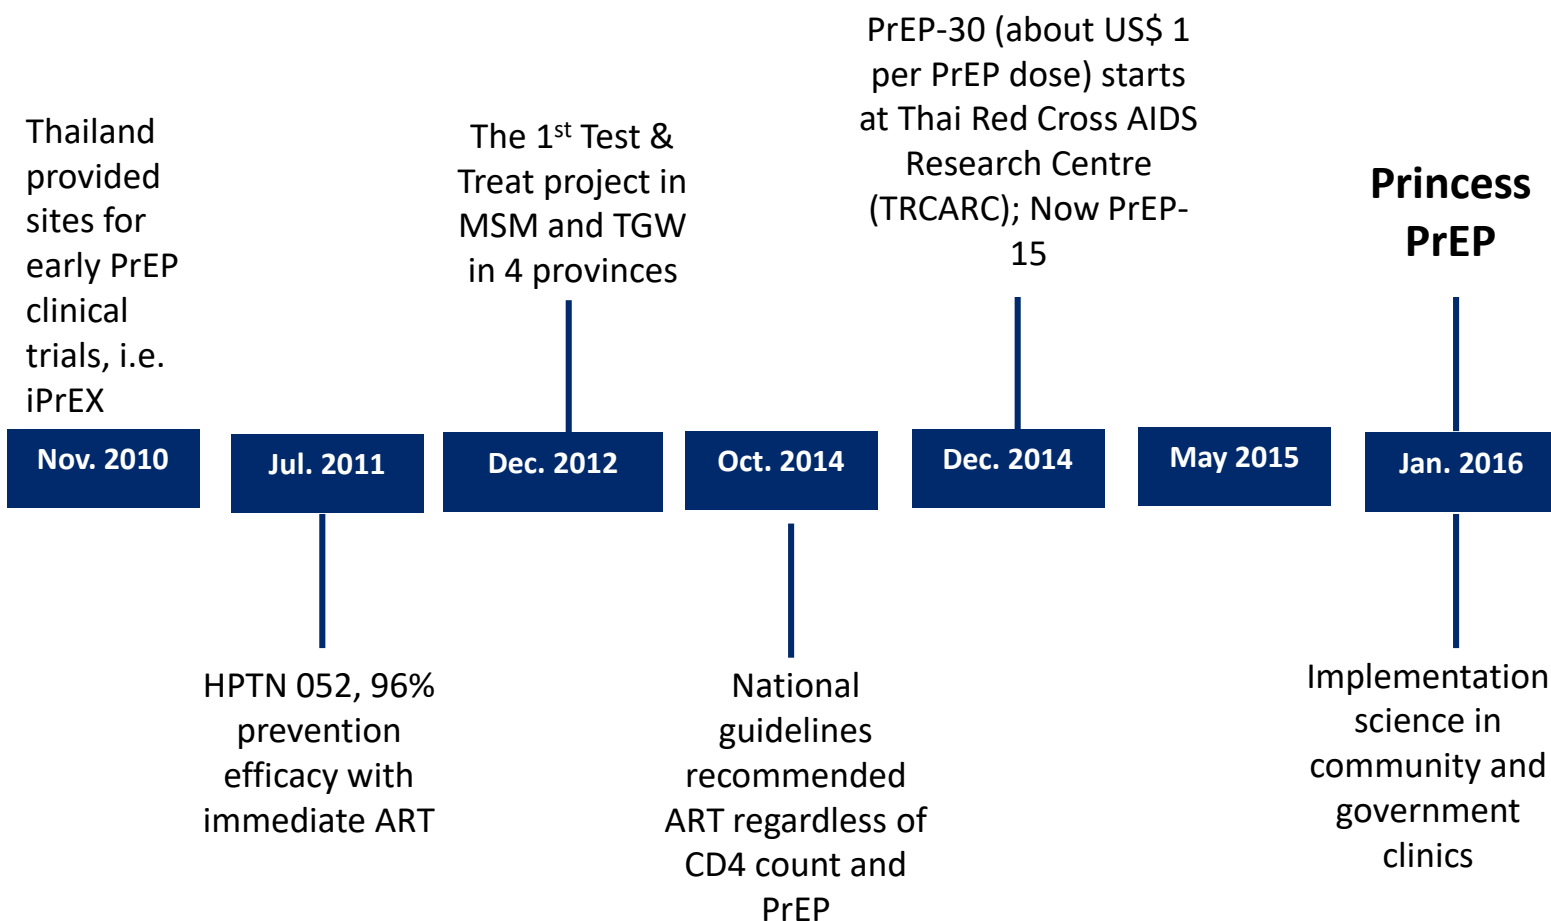 Thailand
provided
sites for
early PrEP
clinical
trials, i.e.
iPrEX
Nov. 2010
Jul. 2011
HPTN 052, 96%
prevention
efficacy with
immediate ART
The 1st Test &
Treat project in
MSM and TGW
in 4 provinces
Dec. 2012
Oct. 2014
National
guidelines
recommended
ART regardless of
CD4 count and
PrEP
PrEP-30 (about US$ 1
per PrEP dose) starts
at Thai Red Cross AIDS
Research Centre
(TRCARC); Now PrEP-
15
Dec. 2014
May 2015
Princess
PrEP
Jan. 2016
Implementation
science in
community and
government
clinics